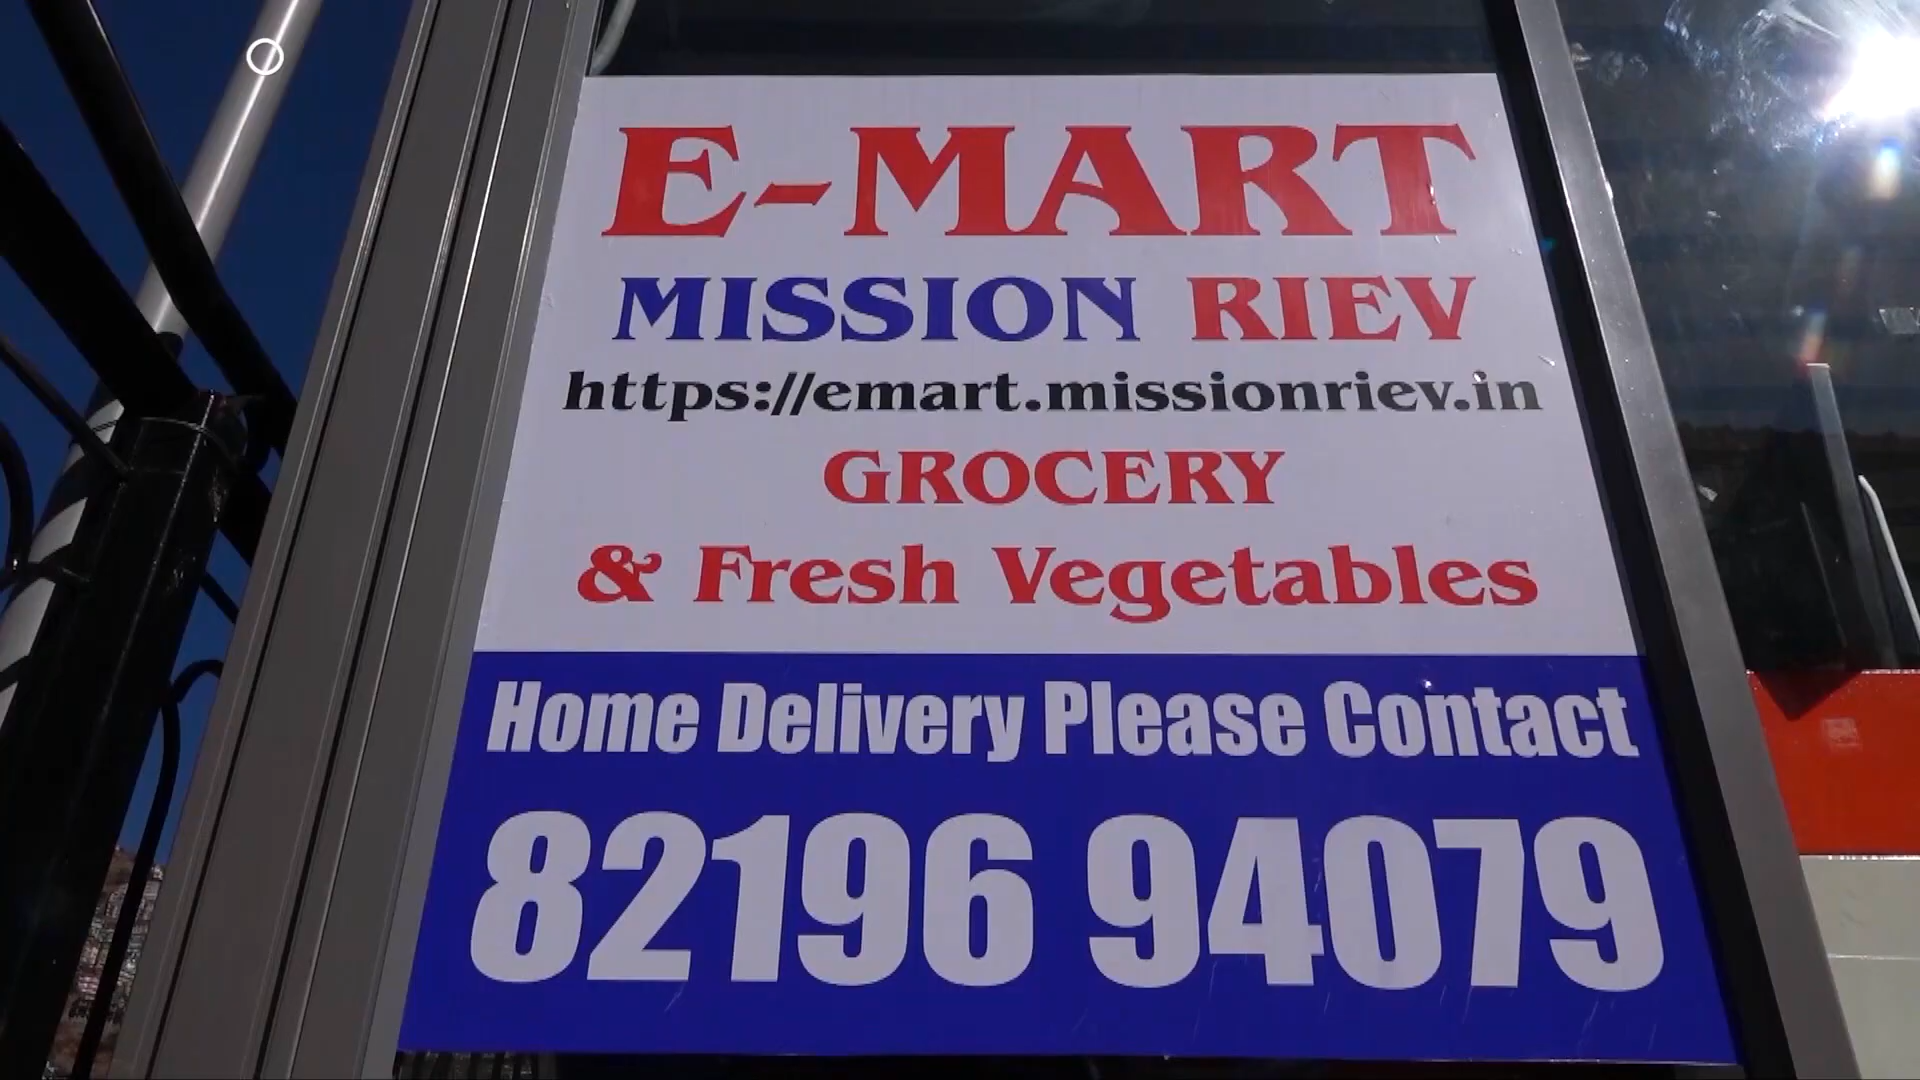 E-MART
MISSION RIEV
https://emart.missionriev.in
GROCERY
& Fresh Vegetables
Home Delivery Please Contact
82196 94079